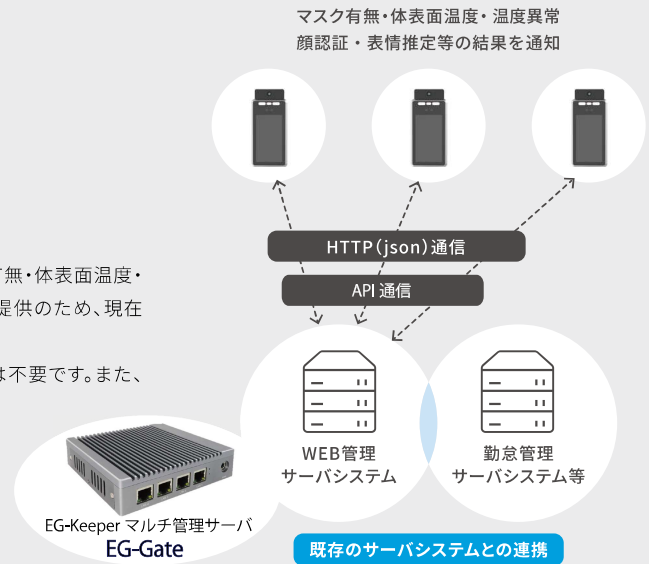 マスク有無・体表面温度・温度異常
顔認証・表情推定等の結果を通知
HTTP(json)通信
API 通信
無・体表面温度・
提供のため、現在
不要です。また、
WEB管理
サーバシステム
勤怠管理
サーバシステム等
EG-Keeper マルチ管理サーバ
EG-Gate
既存のサーバシステムとの連携